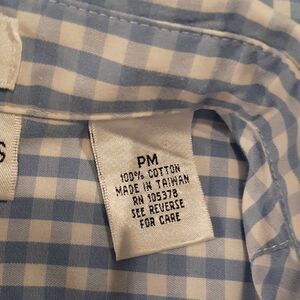 S
PM
100% COTTON
MADE IN TAIWAN
RN 105378
SEE REVERSE
FOR CARE